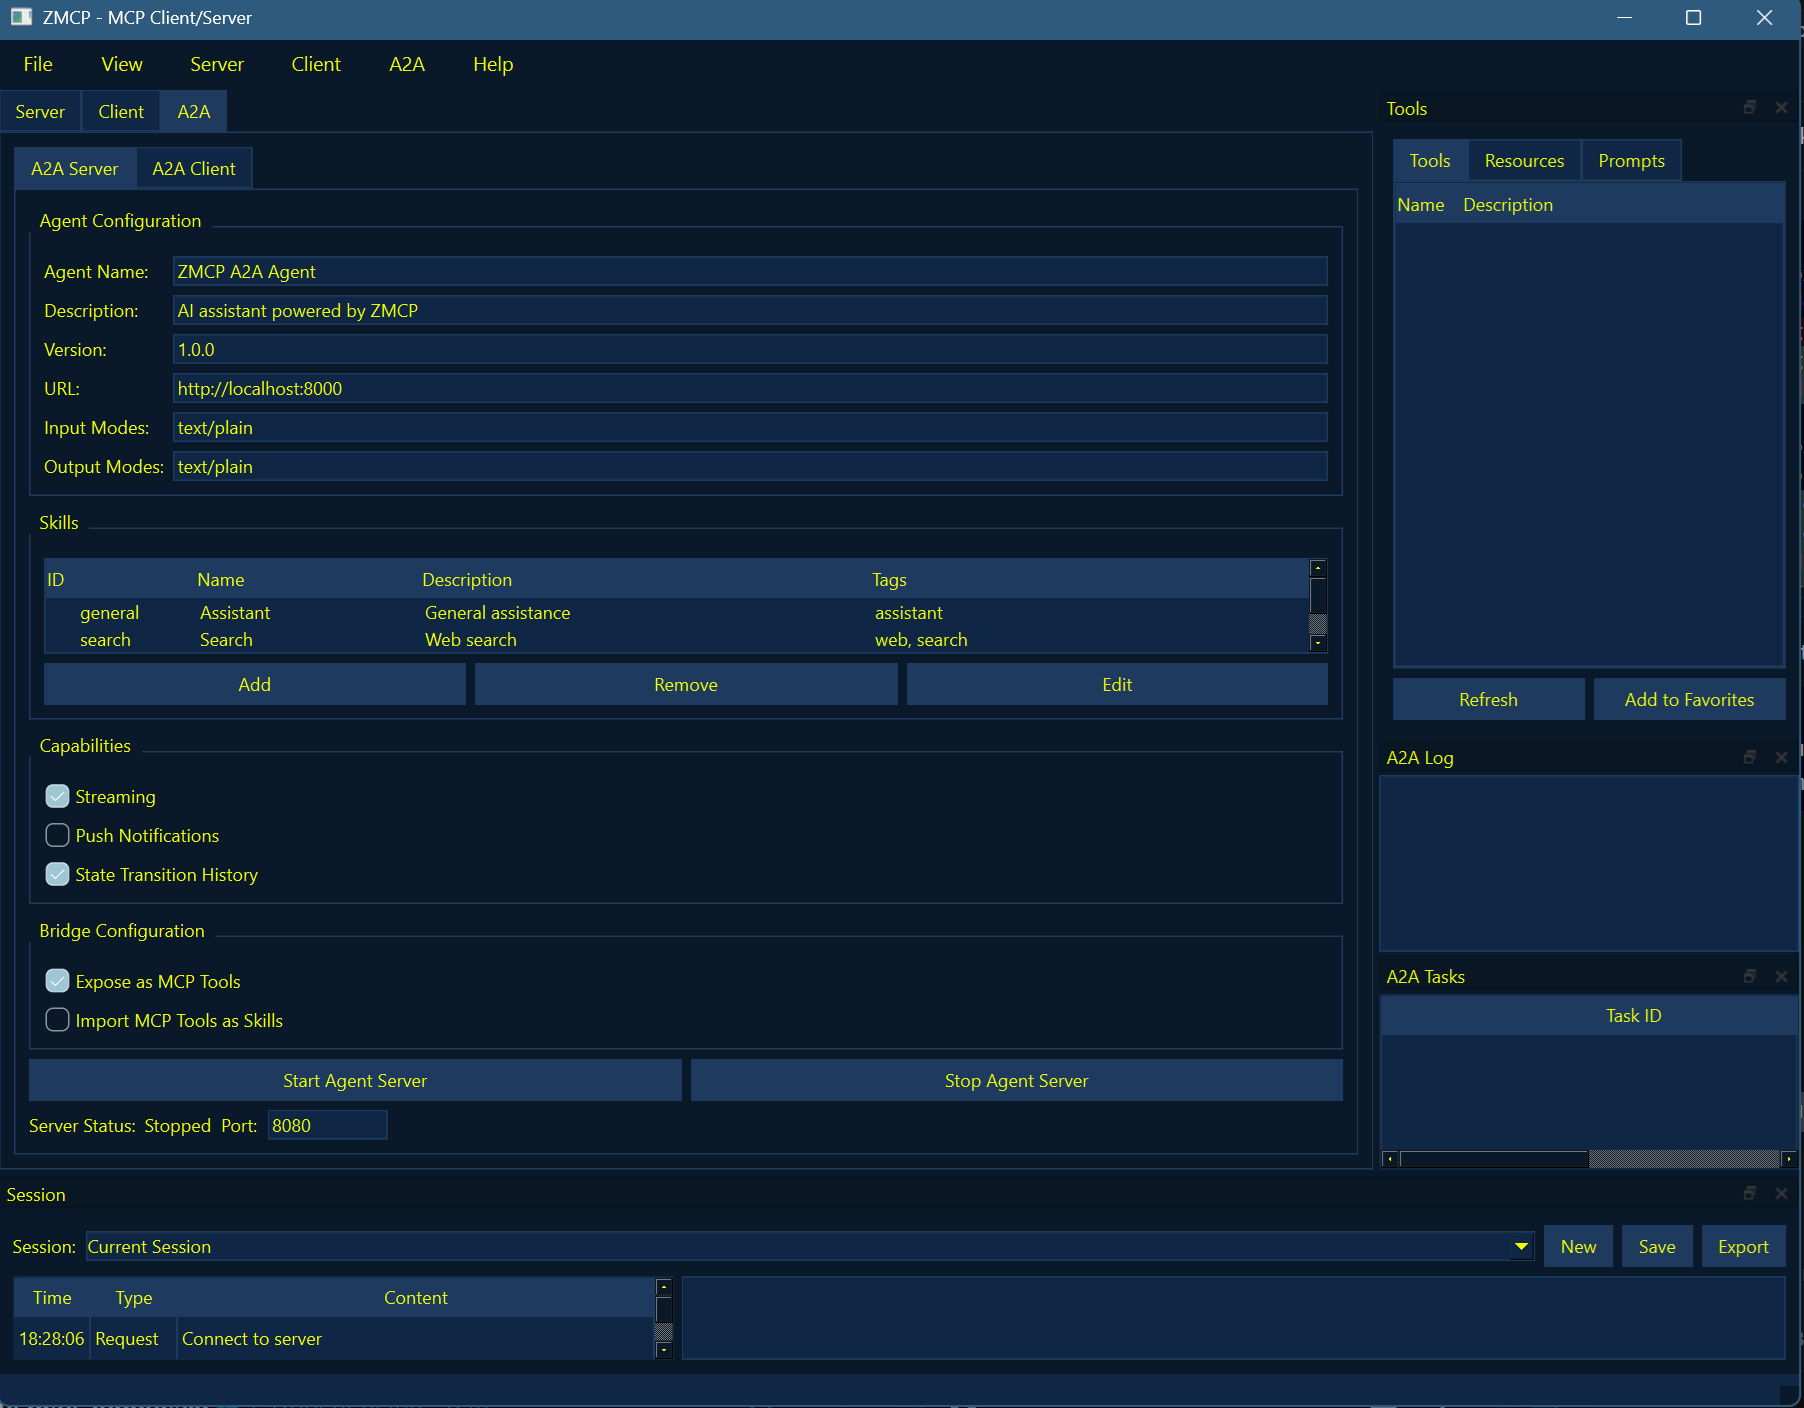 ZMCP - MCP Client/Server
File View Server Client A2A Help
Server Client A2A
A2A Server A2A Client
Agent Configuration
Agent Name: ZMCP A2A Agent
Description: AI assistant powered by ZMCP
Version: 1.0.0
URL: http://localhost:8000
Input Modes: text/plain
Output Modes: text/plain
Skills
ID Name Description Tags
general Assistant General assistance assistant
search Search Web search web, search
Add Remove Edit
Capabilities
Streaming
Push Notifications
State Transition History
Bridge Configuration
Expose as MCP Tools
Import MCP Tools as Skills
Start Agent Server Stop Agent Server
Server Status: Stopped Port: 8080
Tools
Tools Resources Prompts
Name Description
Refresh Add to Favorites
A2A Log
A2A Tasks
Task ID
Session
Session: Current Session New Save Export
Time Type Content
18:28:06 Request Connect to server